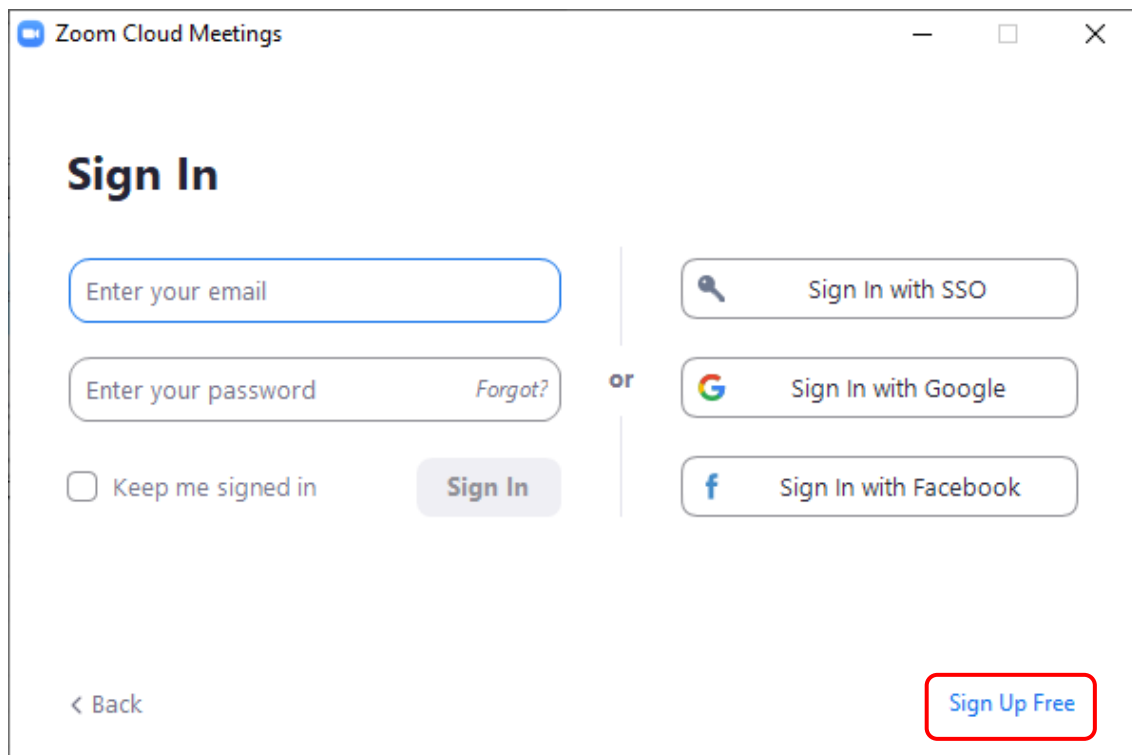 Zoom Cloud Meetings
Sign In
Enter your email
Enter your password Forgot?
Keep me signed in Sign In
or
Sign In with SSO
Sign In with Google
Sign In with Facebook
< Back
Sign Up Free